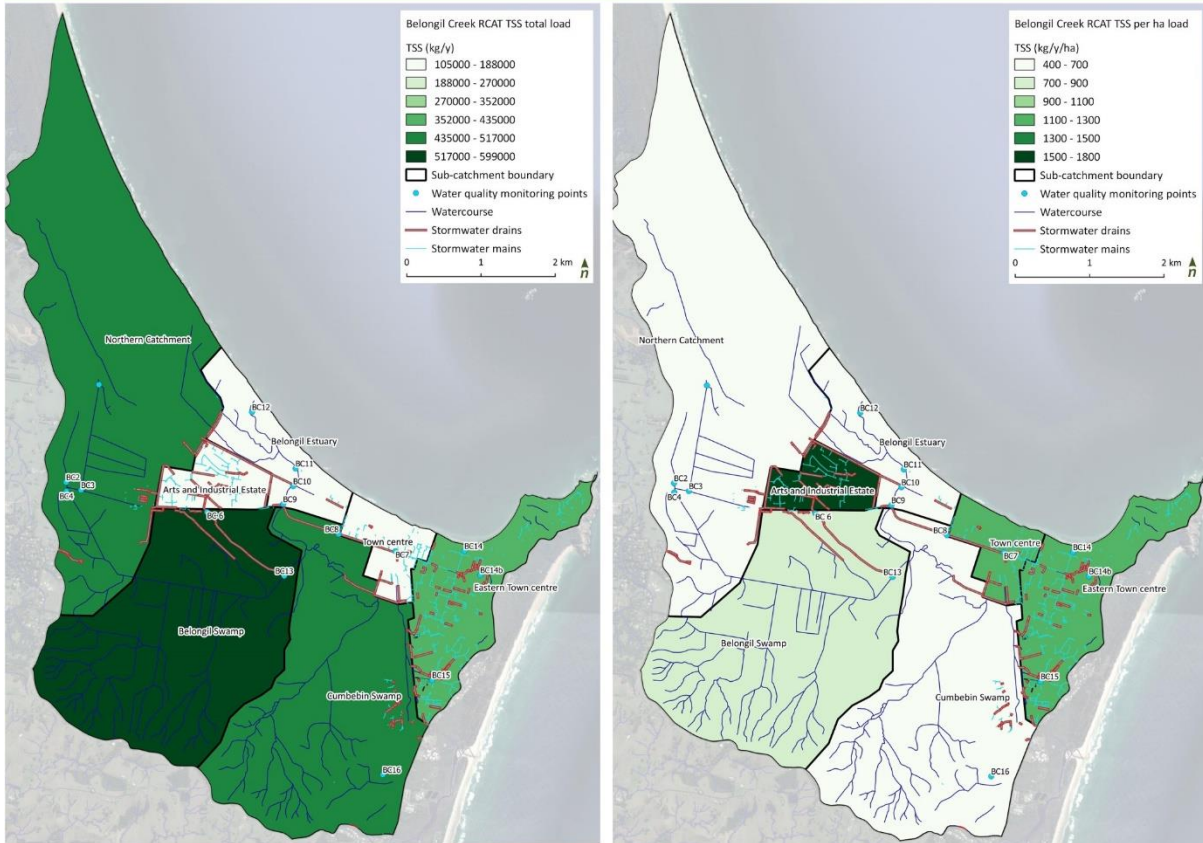 Belongil Creek RCAT TSS total load
TSS (kg/y)
105000 - 188000
188000 - 270000
270000 - 352000
352000 - 435000
435000 - 517000
517000 - 599000
Sub-catchment boundary
Water quality monitoring points
Watercourse
Stormwater drains
Stormwater mains
0 1 2 km
n
Northern Catchment
BC12
Belongil Estuary
BC11
BC2
BC3
BC4
BC10
Arts and Industrial Estate
BC9
BC 6
BC8
Town centre
BC7
BC14
BC13
BC14b
Eastern Town centre
Belongil Swamp
BC15
Cumbebin Swamp
BC16
Belongil Creek RCAT TSS per ha load
TSS (kg/y/ha)
400 - 700
700 - 900
900 - 1100
1100 - 1300
1300 - 1500
1500 - 1800
Sub-catchment boundary
Water quality monitoring points
Watercourse
Stormwater drains
Stormwater mains
0 1 2 km
n
Northern Catchment
BC12
Belongil Estuary
BC11
BC2
BC3
BC4
BC10
Arts and Industrial Estate
BC9
BC 6
BC8
Town centre
BC7
BC14
BC13
BC14b
Eastern Town centre
Belongil Swamp
BC15
Cumbebin Swamp
BC16